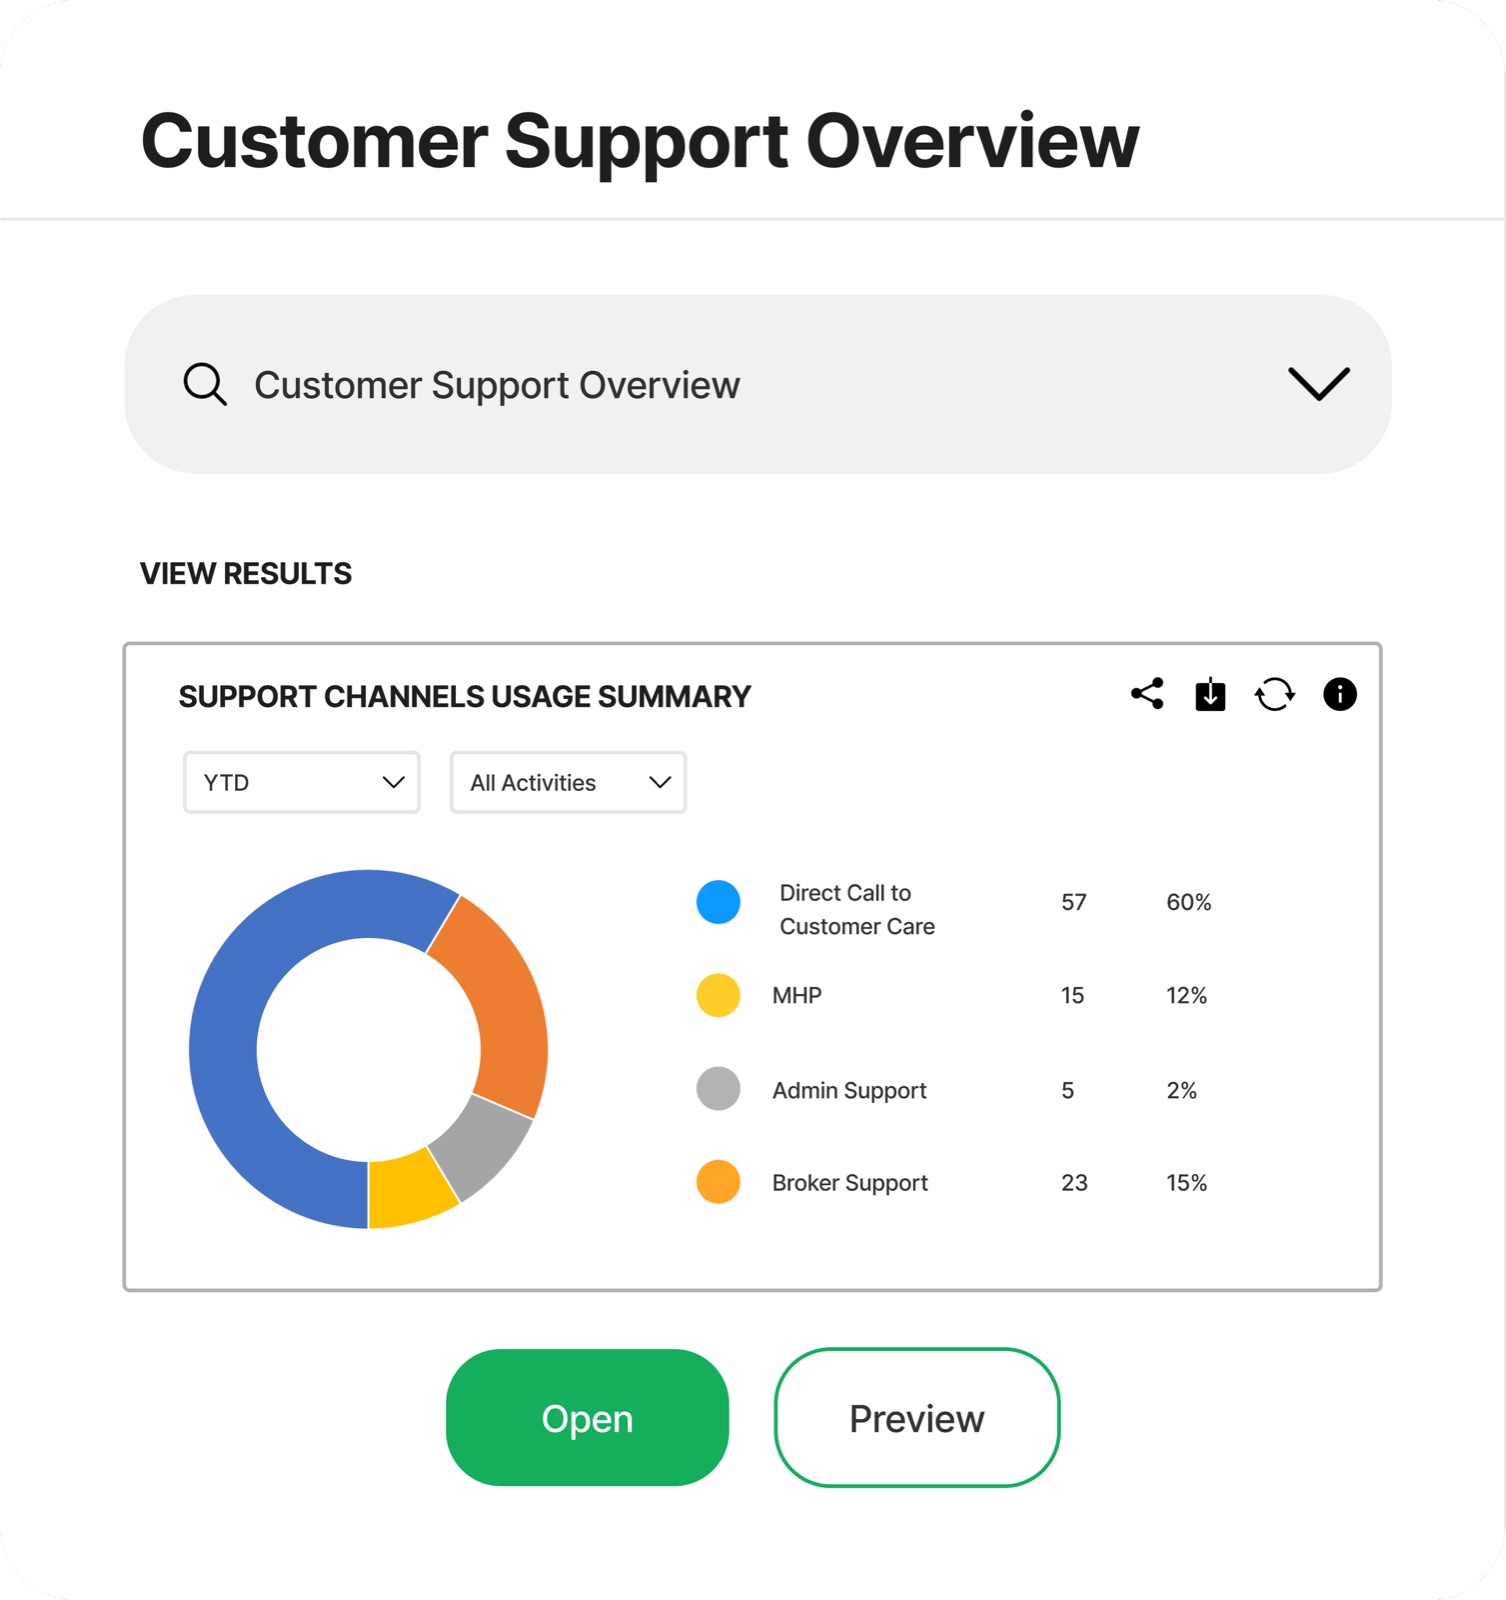 Customer Support Overview
Customer Support Overview
VIEW RESULTS
SUPPORT CHANNELS USAGE SUMMARY
YTD
All Activities
Direct Call to
Customer Care
57
60%
MHP
15
12%
Admin Support
5
2%
Broker Support
23
15%
Open
Preview